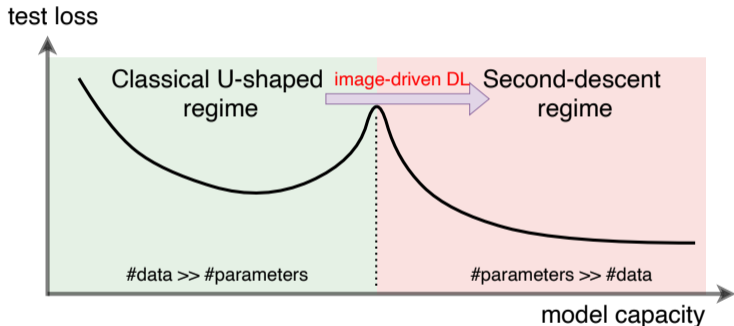 test loss
Classical U-shaped
regime
image-driven DL
Second-descent
regime
#data >> #parameters
#parameters >> #data
model capacity